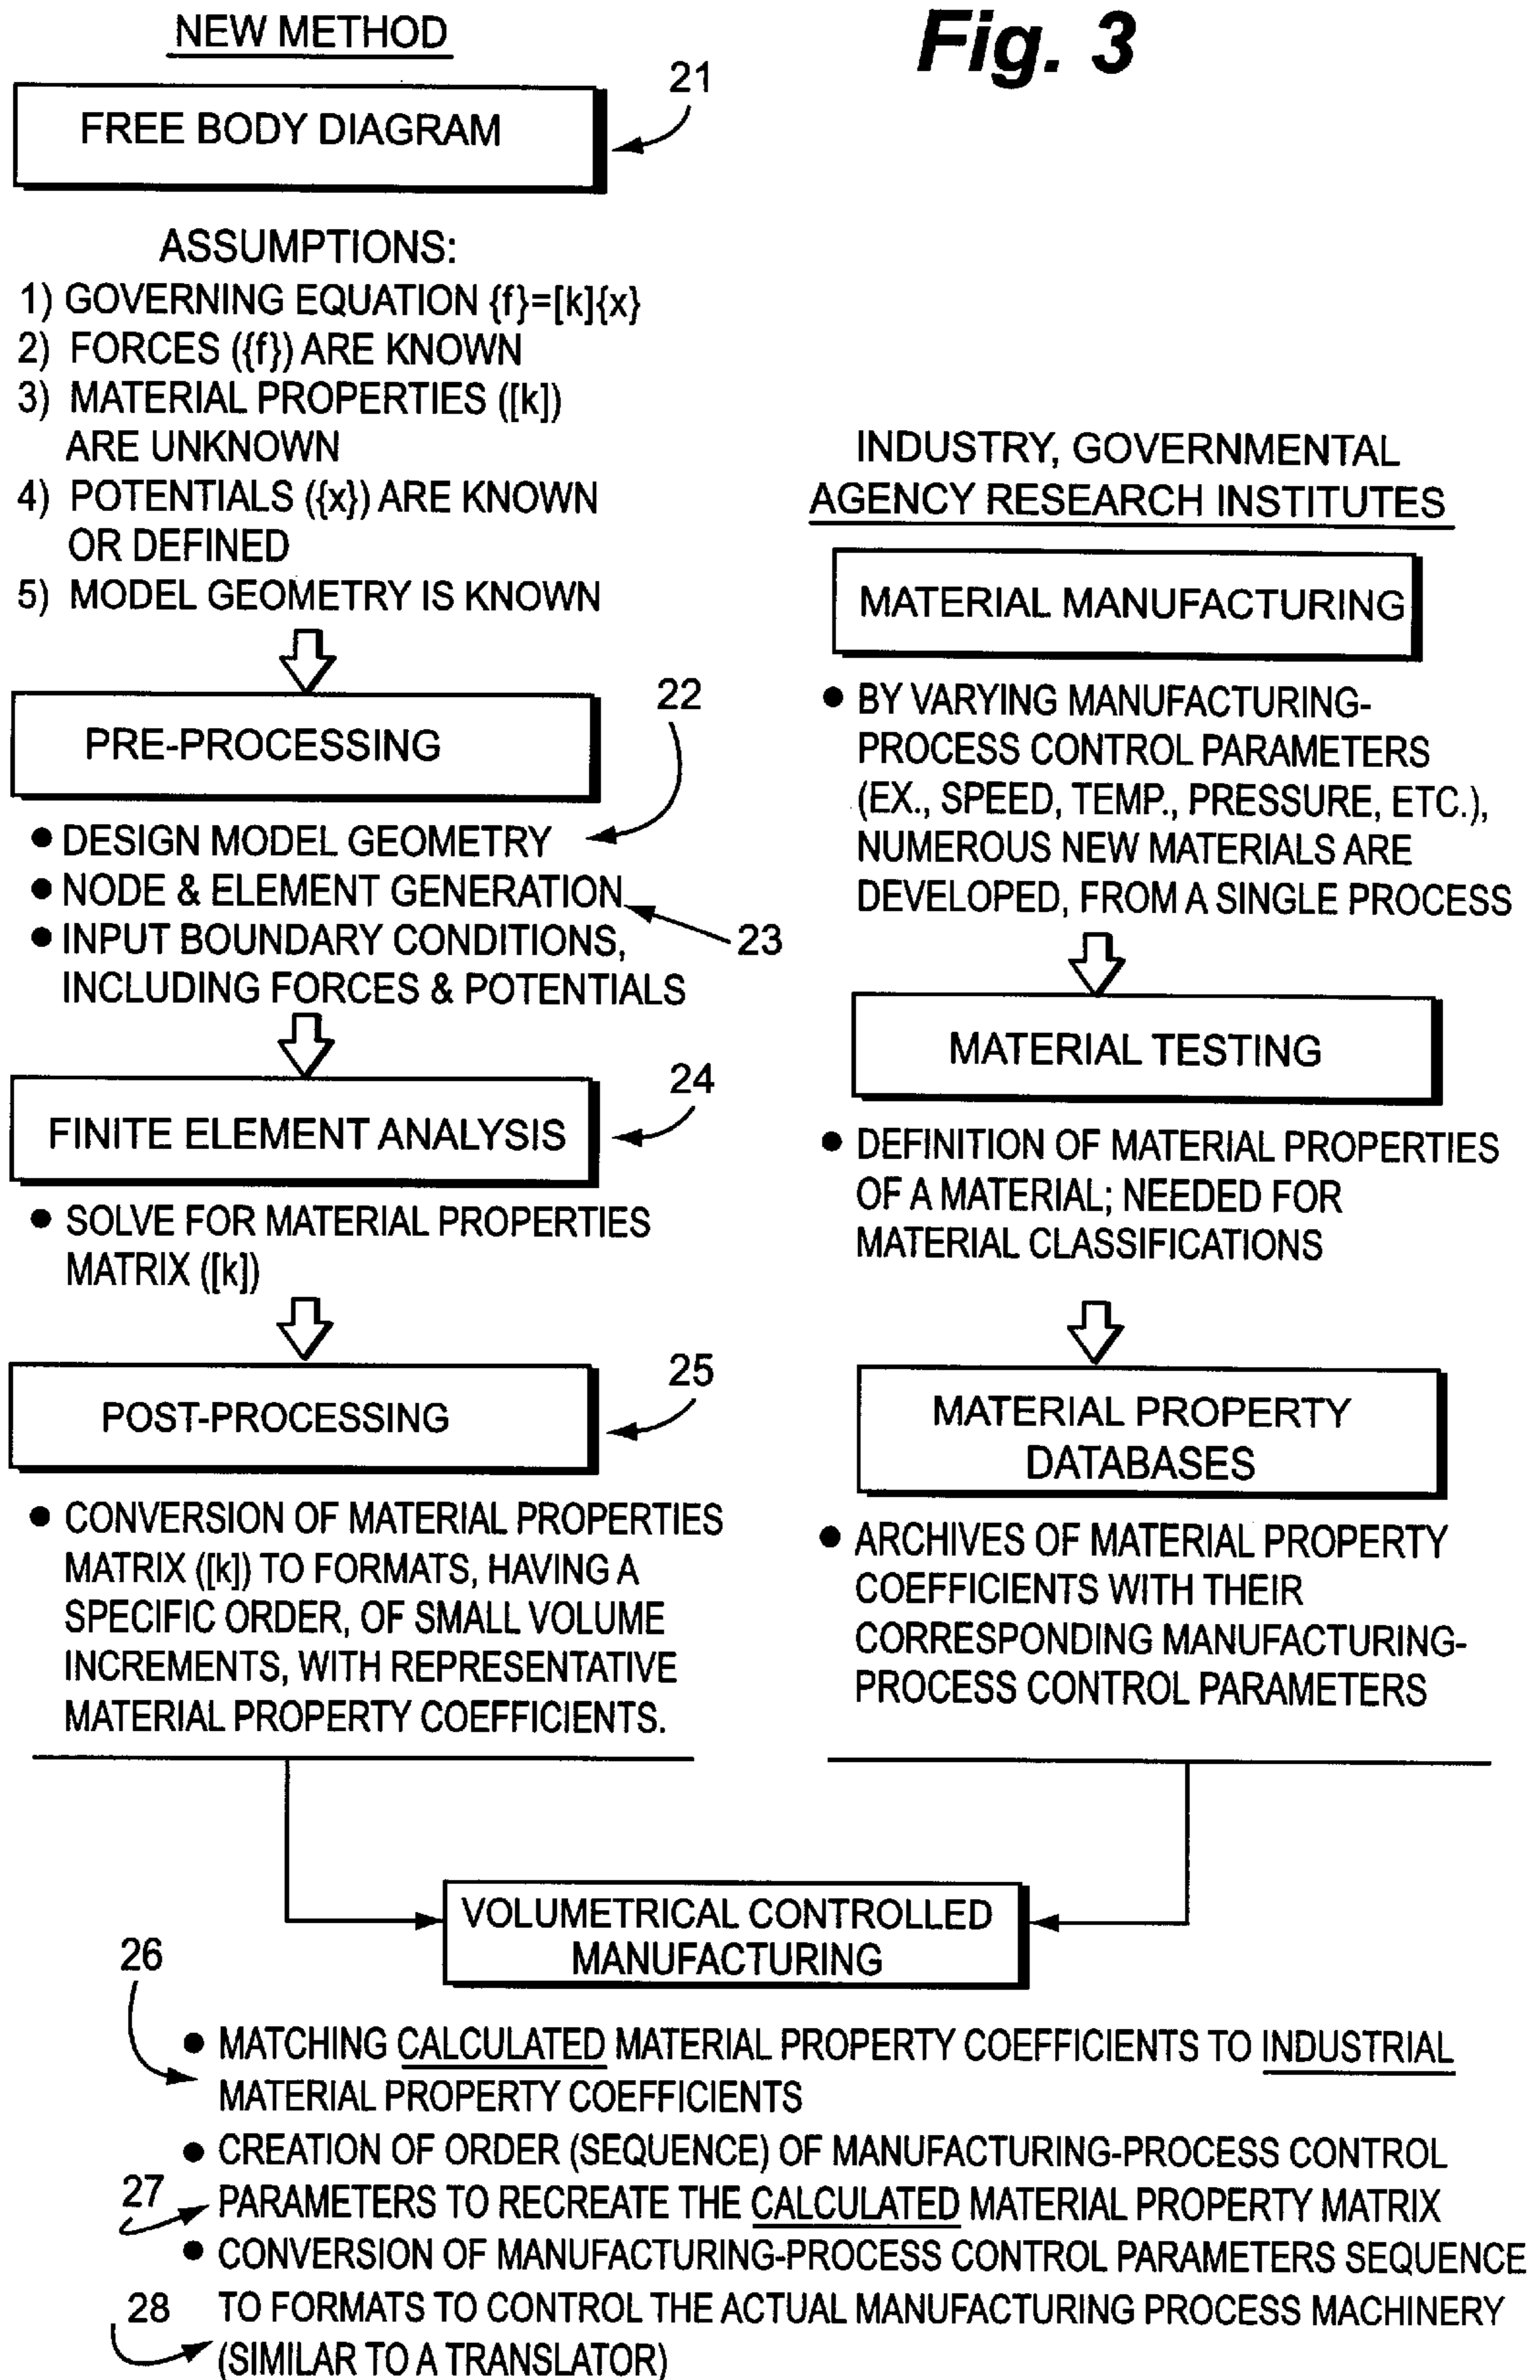 NEW METHOD
Fig. 3
21
FREE BODY DIAGRAM
ASSUMPTIONS:
1) GOVERNING EQUATION {f}=[k]{x}
2) FORCES ({f}) ARE KNOWN
3) MATERIAL PROPERTIES ([k])
ARE UNKNOWN
4) POTENTIALS ({x}) ARE KNOWN
OR DEFINED
5) MODEL GEOMETRY IS KNOWN
22
PRE-PROCESSING
● DESIGN MODEL GEOMETRY
● NODE & ELEMENT GENERATION
23
● INPUT BOUNDARY CONDITIONS,
INCLUDING FORCES & POTENTIALS
24
FINITE ELEMENT ANALYSIS
● SOLVE FOR MATERIAL PROPERTIES
MATRIX ([k])
25
POST-PROCESSING
● CONVERSION OF MATERIAL PROPERTIES
MATRIX ([k]) TO FORMATS, HAVING A
SPECIFIC ORDER, OF SMALL VOLUME
INCREMENTS, WITH REPRESENTATIVE
MATERIAL PROPERTY COEFFICIENTS.
INDUSTRY, GOVERNMENTAL
AGENCY RESEARCH INSTITUTES
MATERIAL MANUFACTURING
● BY VARYING MANUFACTURING-
PROCESS CONTROL PARAMETERS
(EX., SPEED, TEMP., PRESSURE, ETC.),
NUMEROUS NEW MATERIALS ARE
DEVELOPED, FROM A SINGLE PROCESS
MATERIAL TESTING
● DEFINITION OF MATERIAL PROPERTIES
OF A MATERIAL; NEEDED FOR
MATERIAL CLASSIFICATIONS
MATERIAL PROPERTY
DATABASES
● ARCHIVES OF MATERIAL PROPERTY
COEFFICIENTS WITH THEIR
CORRESPONDING MANUFACTURING-
PROCESS CONTROL PARAMETERS
VOLUMETRICAL CONTROLLED
MANUFACTURING
26
● MATCHING CALCULATED MATERIAL PROPERTY COEFFICIENTS TO INDUSTRIAL
MATERIAL PROPERTY COEFFICIENTS
● CREATION OF ORDER (SEQUENCE) OF MANUFACTURING-PROCESS CONTROL
27
PARAMETERS TO RECREATE THE CALCULATED MATERIAL PROPERTY MATRIX
● CONVERSION OF MANUFACTURING-PROCESS CONTROL PARAMETERS SEQUENCE
28
TO FORMATS TO CONTROL THE ACTUAL MANUFACTURING PROCESS MACHINERY
(SIMILAR TO A TRANSLATOR)